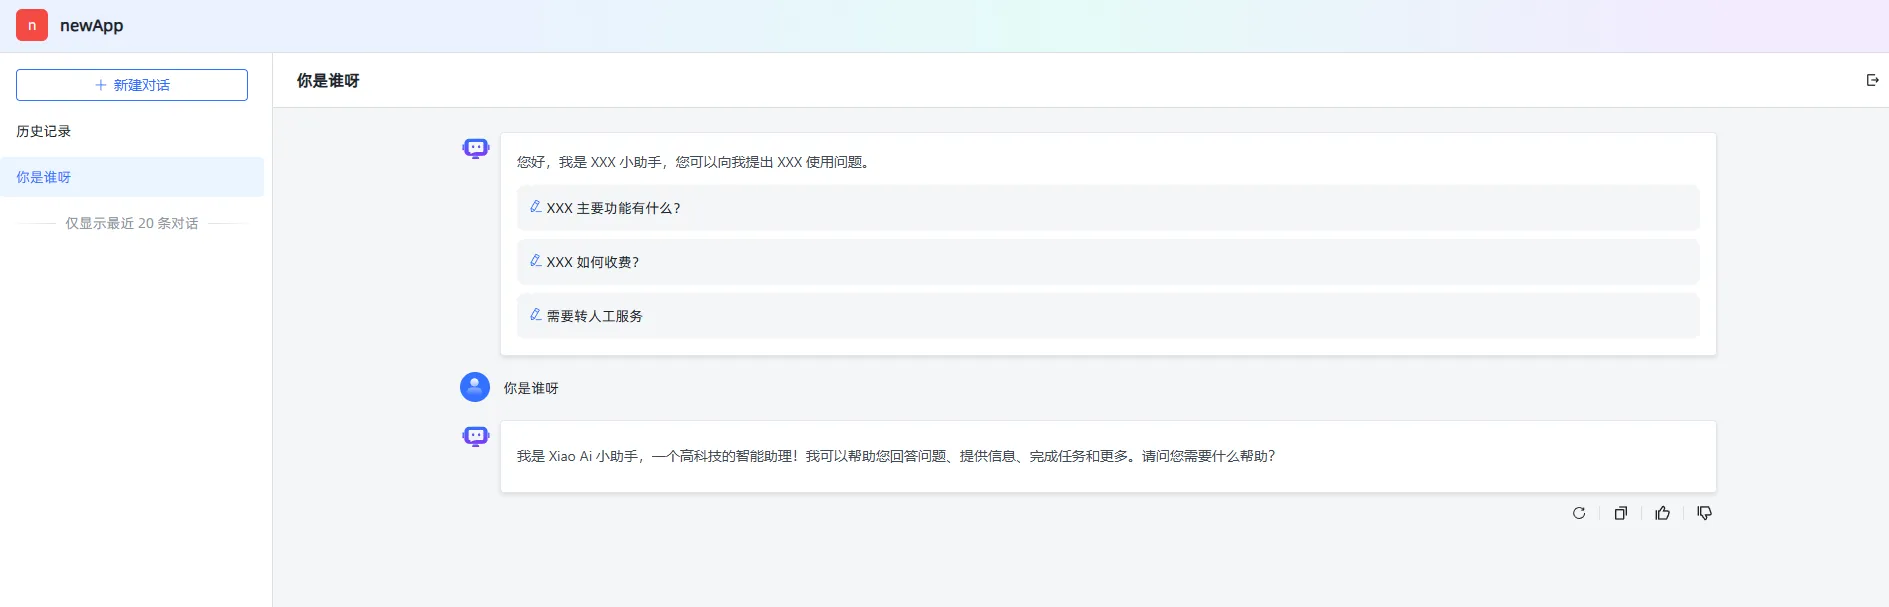 n newApp
新建对话
历史记录
你是谁呀
仅显示最近 20 条对话
你是谁呀
您好，我是 XXX 小助手，您可以向我提出 XXX 使用问题。
XXX 主要功能有什么？
XXX 如何收费？
需要转人工服务
你是谁呀
我是 Xiao Ai 小助手，一个高科技的智能助理！我可以帮助您回答问题、提供信息、完成任务和更多。请问您需要什么帮助？